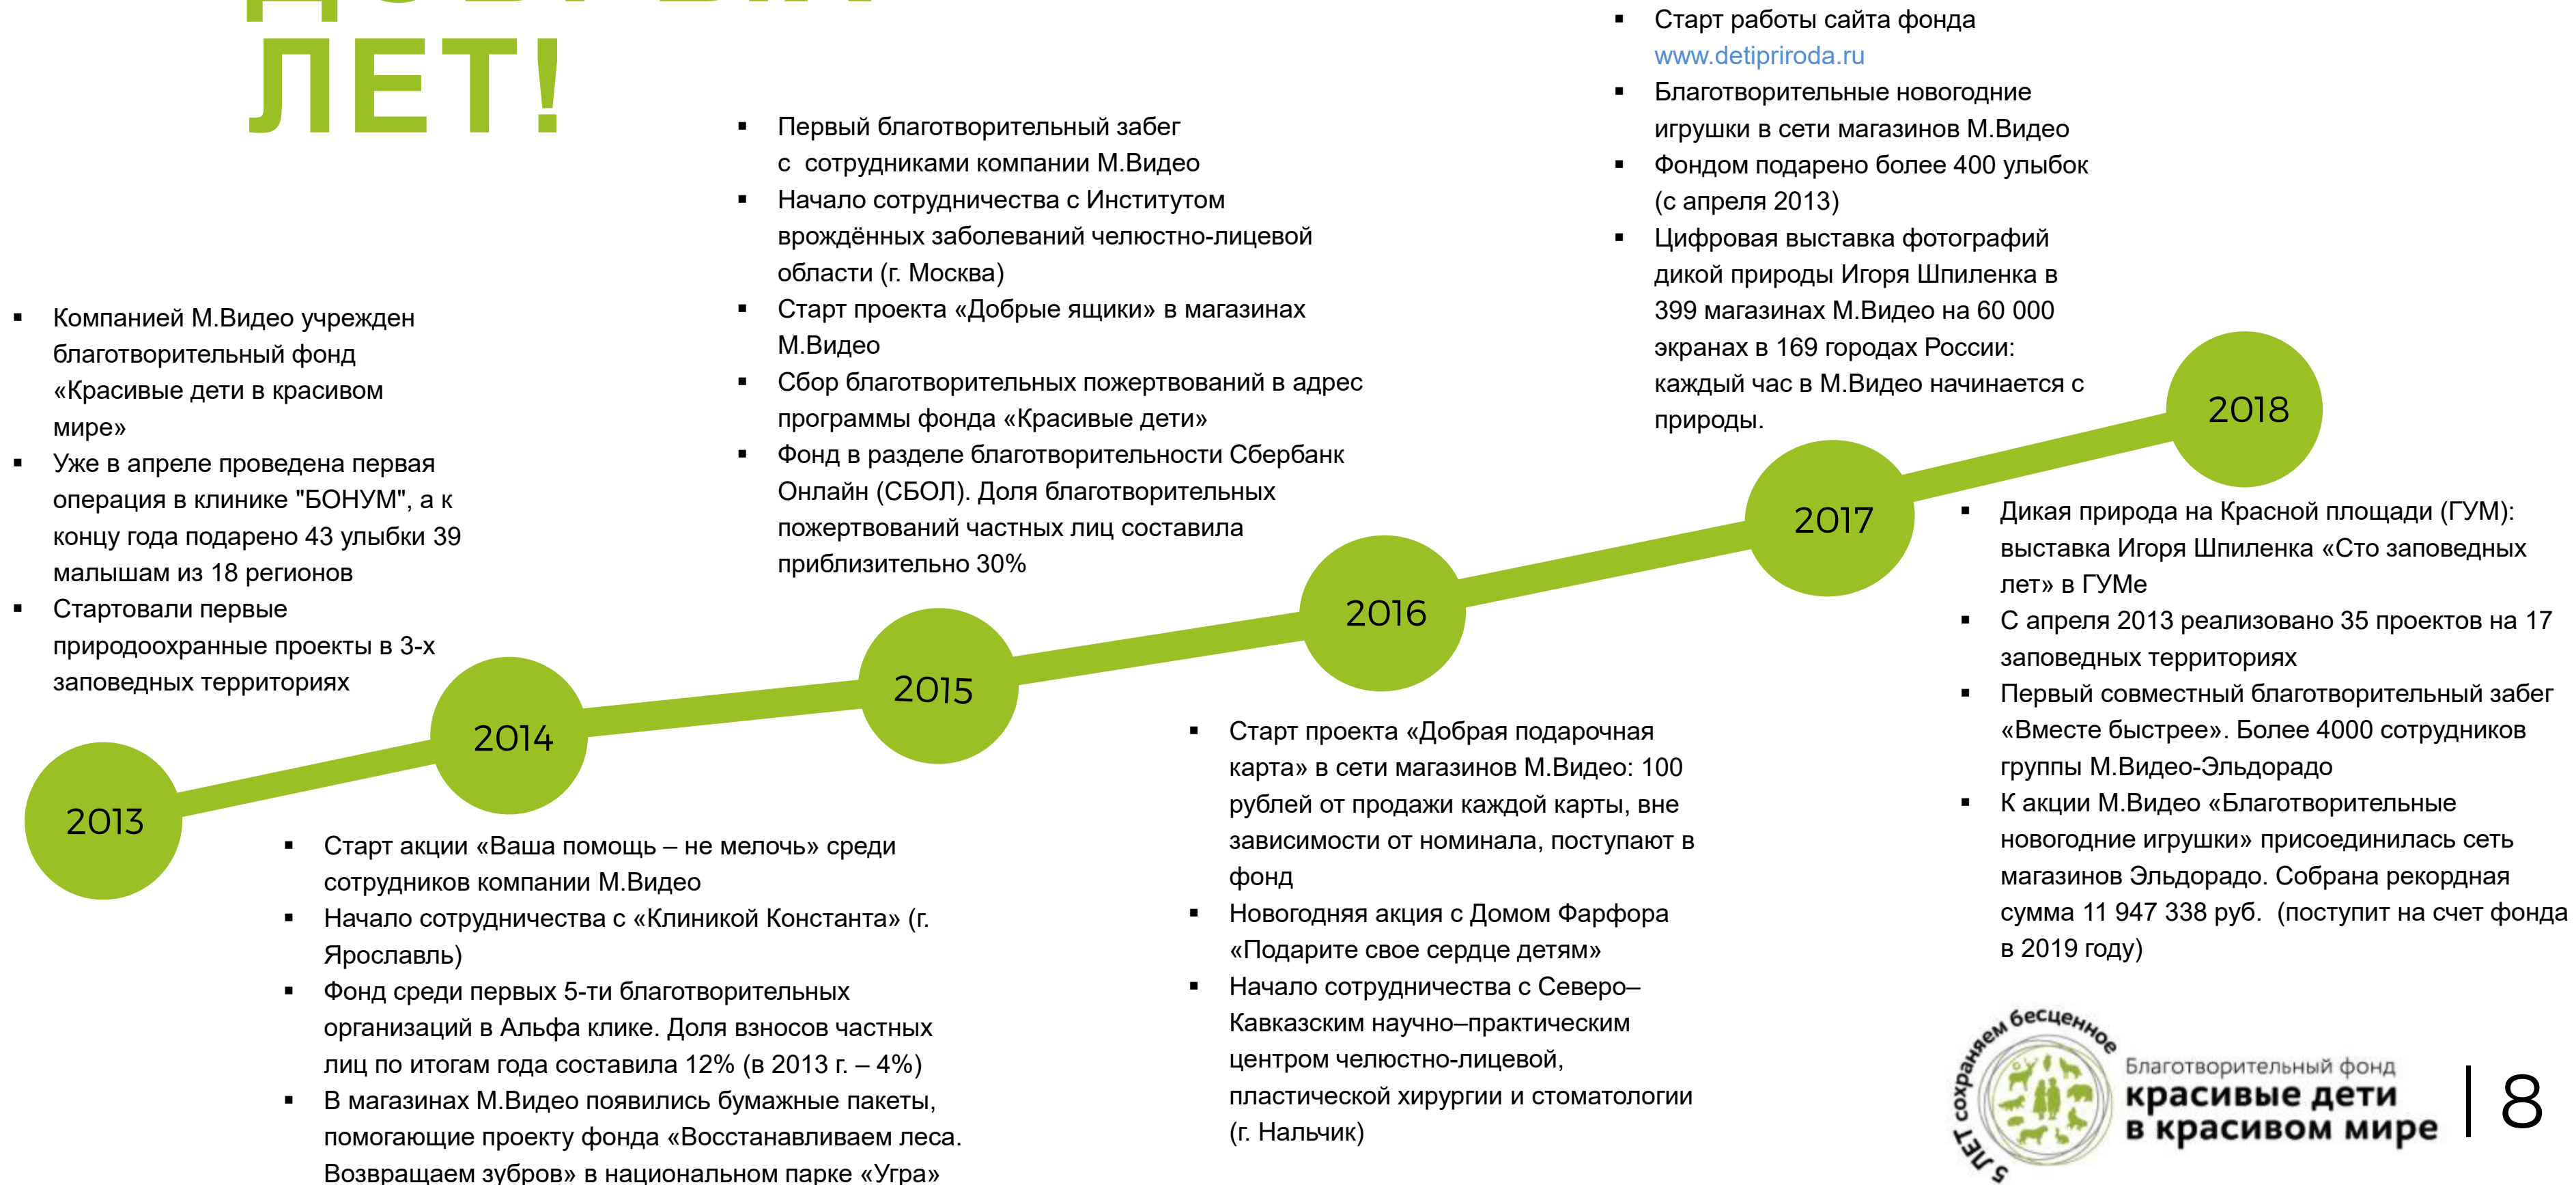 ЛЕТ!
▪ Компанией М.Видео учрежден
благотворительный фонд
«Красивые дети в красивом
мире»
▪ Уже в апреле проведена первая
операция в клинике "БОНУМ", а к
концу года подарено 43 улыбки 39
малышам из 18 регионов
▪ Стартовали первые
природоохранные проекты в 3-х
заповедных территориях
2013
2014
▪ Старт акции «Ваша помощь – не мелочь» среди
сотрудников компании М.Видео
▪ Начало сотрудничества с «Клиникой Константа» (г.
Ярославль)
▪ Фонд среди первых 5-ти благотворительных
организаций в Альфа клике. Доля взносов частных
лиц по итогам года составила 12% (в 2013 г. – 4%)
▪ В магазинах М.Видео появились бумажные пакеты,
помогающие проекту фонда «Восстанавливаем леса.
Возвращаем зубров» в национальном парке «Угра»
▪ Первый благотворительный забег
с  сотрудниками компании М.Видео
▪ Начало сотрудничества с Институтом
врождённых заболеваний челюстно-лицевой
области (г. Москва)
▪ Старт проекта «Добрые ящики» в магазинах
М.Видео
▪ Сбор благотворительных пожертвований в адрес
программы фонда «Красивые дети»
▪ Фонд в разделе благотворительности Сбербанк
Онлайн (СБОЛ). Доля благотворительных
пожертвований частных лиц составила
приблизительно 30%
2015
2016
▪ Старт проекта «Добрая подарочная
карта» в сети магазинов М.Видео: 100
рублей от продажи каждой карты, вне
зависимости от номинала, поступают в
фонд
▪ Новогодняя акция с Домом Фарфора
«Подарите свое сердце детям»
▪ Начало сотрудничества с Северо–
Кавказским научно–практическим
центром челюстно-лицевой,
пластической хирургии и стоматологии
(г. Нальчик)
▪ Старт работы сайта фонда
www.detipriroda.ru
▪ Благотворительные новогодние
игрушки в сети магазинов М.Видео
▪ Фондом подарено более 400 улыбок
(с апреля 2013)
▪ Цифровая выставка фотографий
дикой природы Игоря Шпиленка в
399 магазинах М.Видео на 60 000
экранах в 169 городах России:
каждый час в М.Видео начинается с
природы.
2017
2018
▪ Дикая природа на Красной площади (ГУМ):
выставка Игоря Шпиленка «Сто заповедных
лет» в ГУМе
▪ С апреля 2013 реализовано 35 проектов на 17
заповедных территориях
▪ Первый совместный благотворительный забег
«Вместе быстрее». Более 4000 сотрудников
группы М.Видео-Эльдорадо
▪ К акции М.Видео «Благотворительные
новогодние игрушки» присоединилась сеть
магазинов Эльдорадо. Собрана рекордная
сумма 11 947 338 руб.  (поступит на счет фонда
в 2019 году)
5 ЛЕТ сохраняем бесценное
Благотворительный фонд
красивые дети
в красивом мире
8